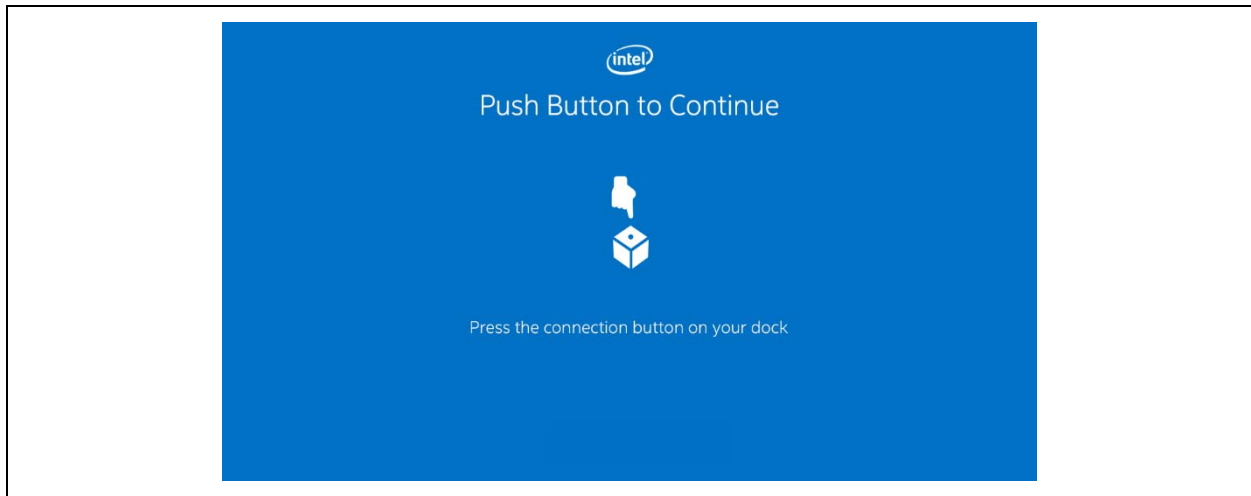 intel
Push Button to Continue
Press the connection button on your dock